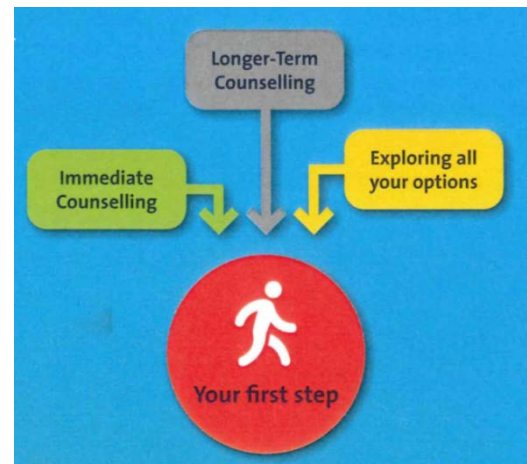 Longer-Term
Counselling
Immediate
Counselling
Exploring all
your options
Your first step